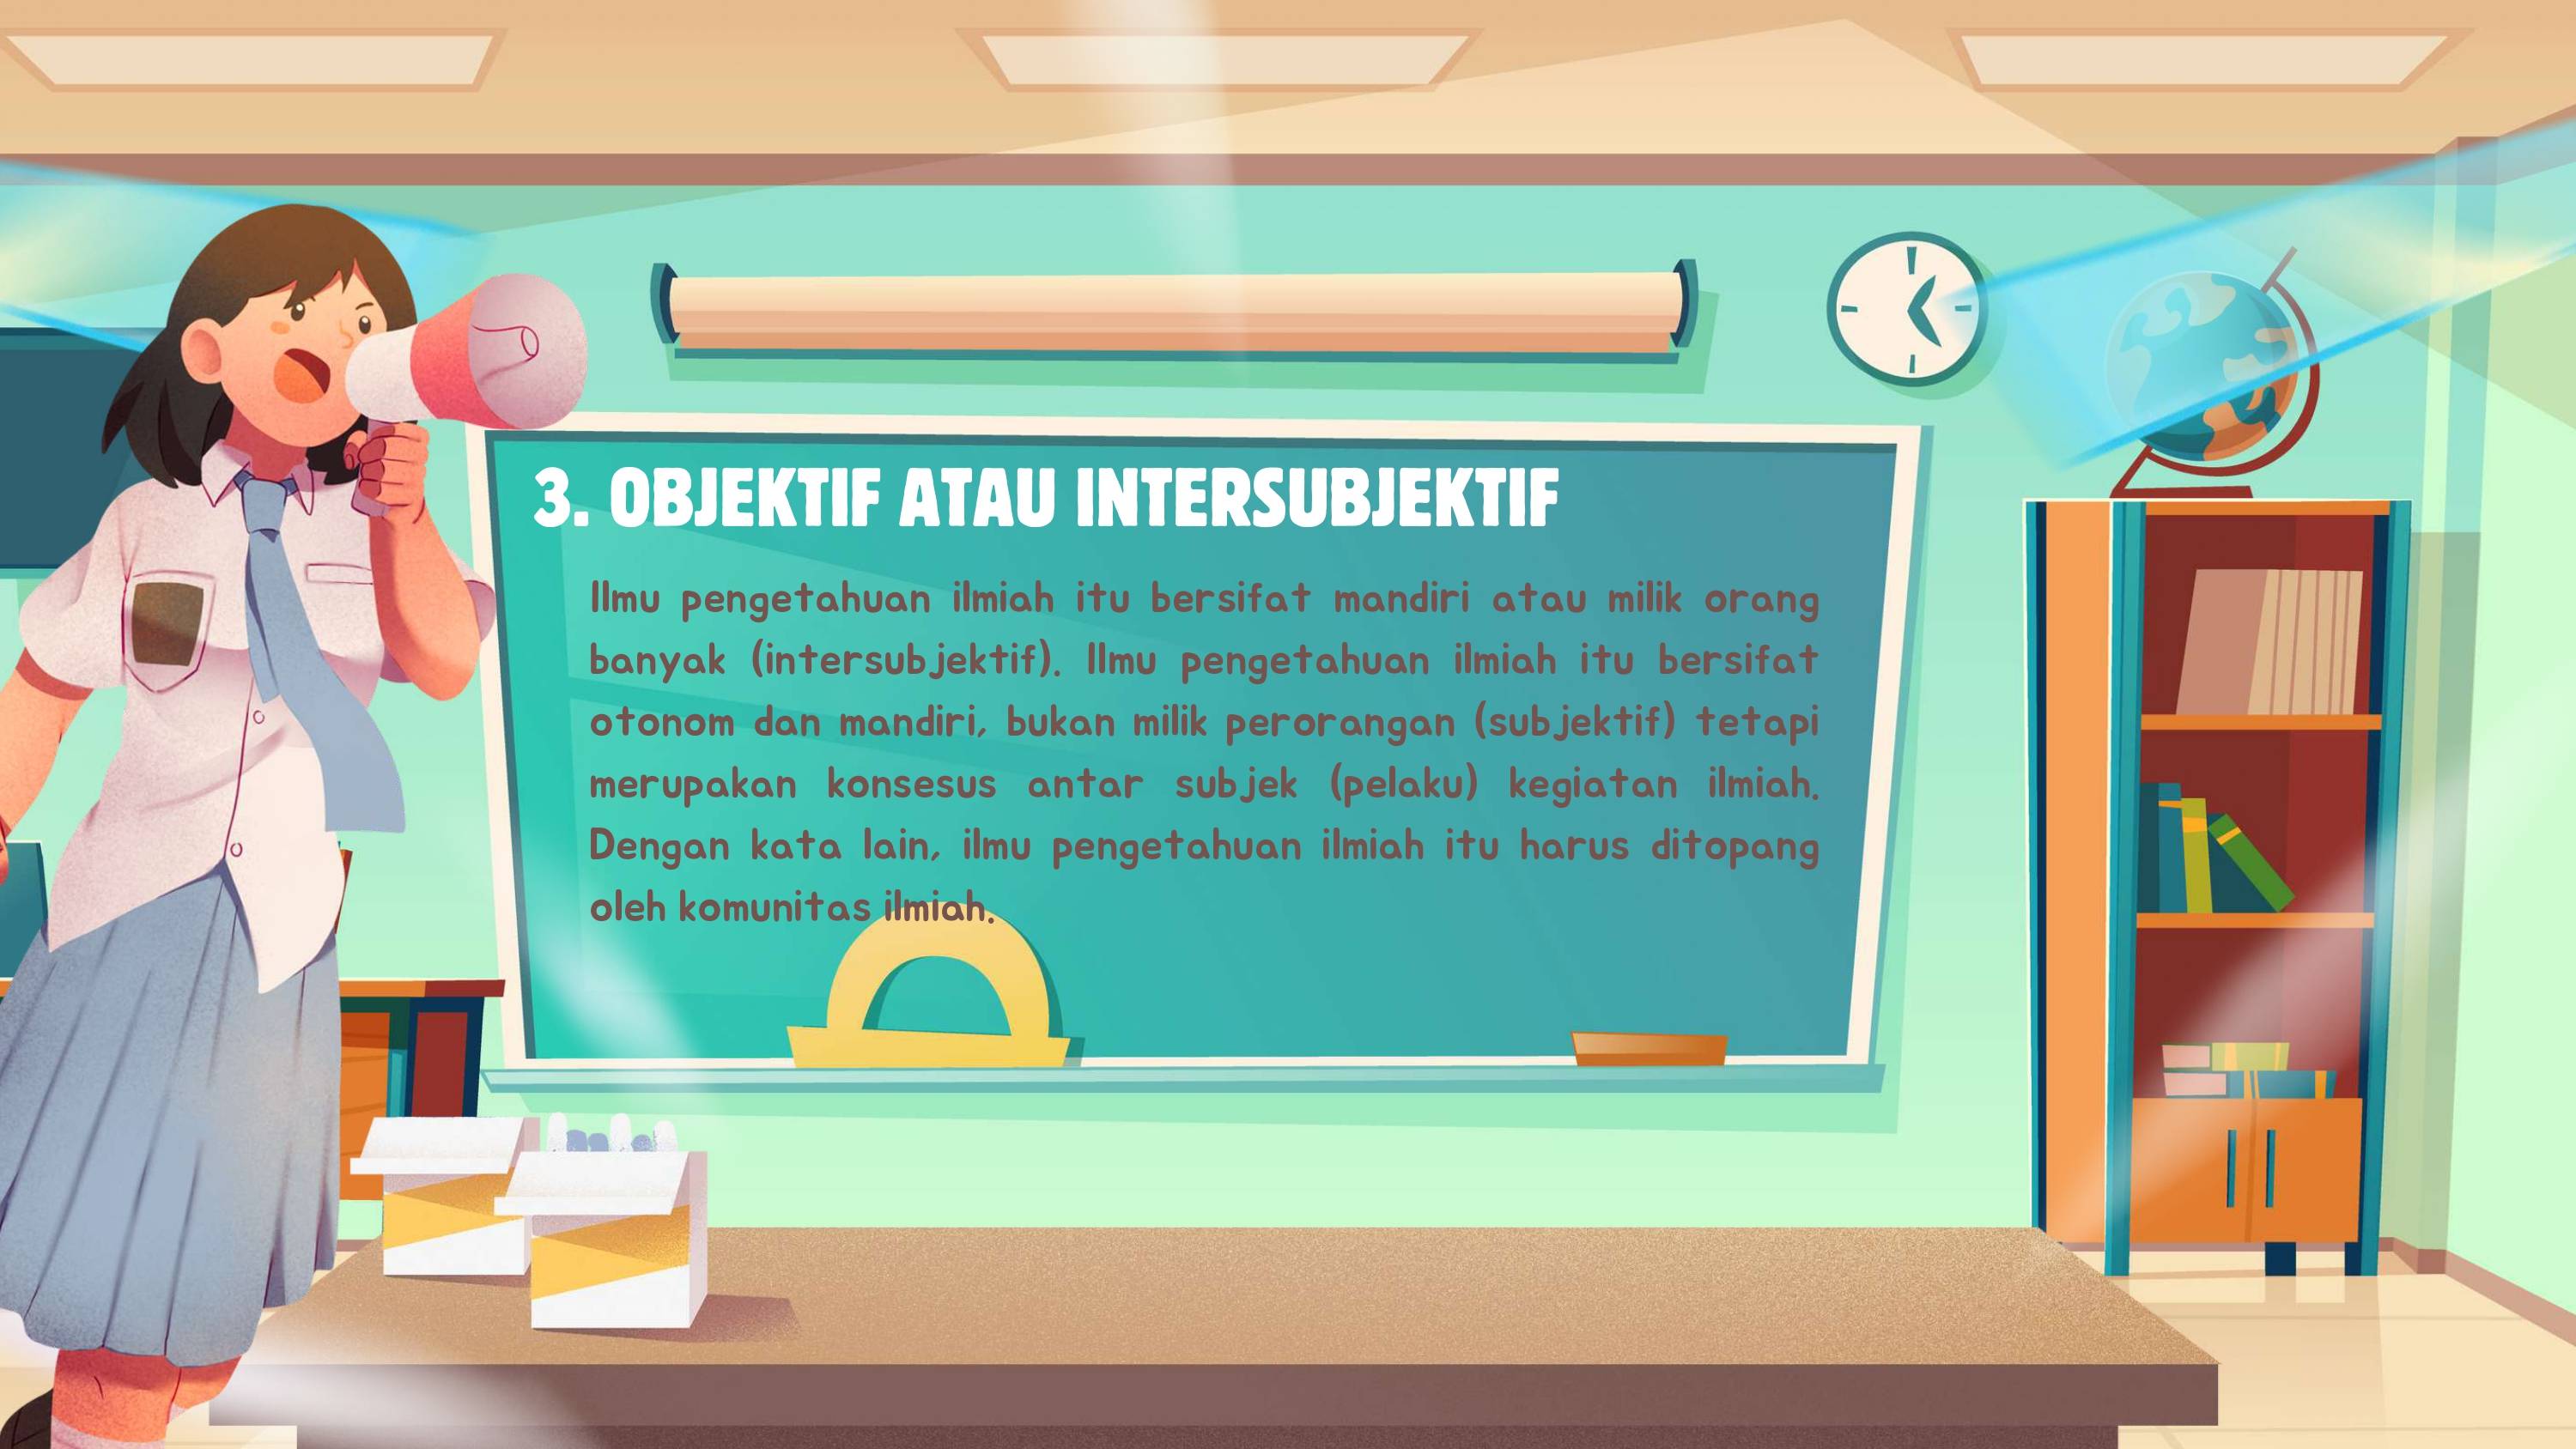 3. OBJEKTIF ATAU INTERSUBJEKTIF
Ilmu pengetahuan ilmiah itu bersifat mandiri atau milik orang
banyak (intersubjektif). Ilmu pengetahuan ilmiah itu bersifat
otonom dan mandiri, bukan milik perorangan (subjektif) tetapi
merupakan konsesus antar subjek (pelaku) kegiatan ilmiah.
Dengan kata lain, ilmu pengetahuan ilmiah itu harus ditopang
oleh komunitas ilmiah.